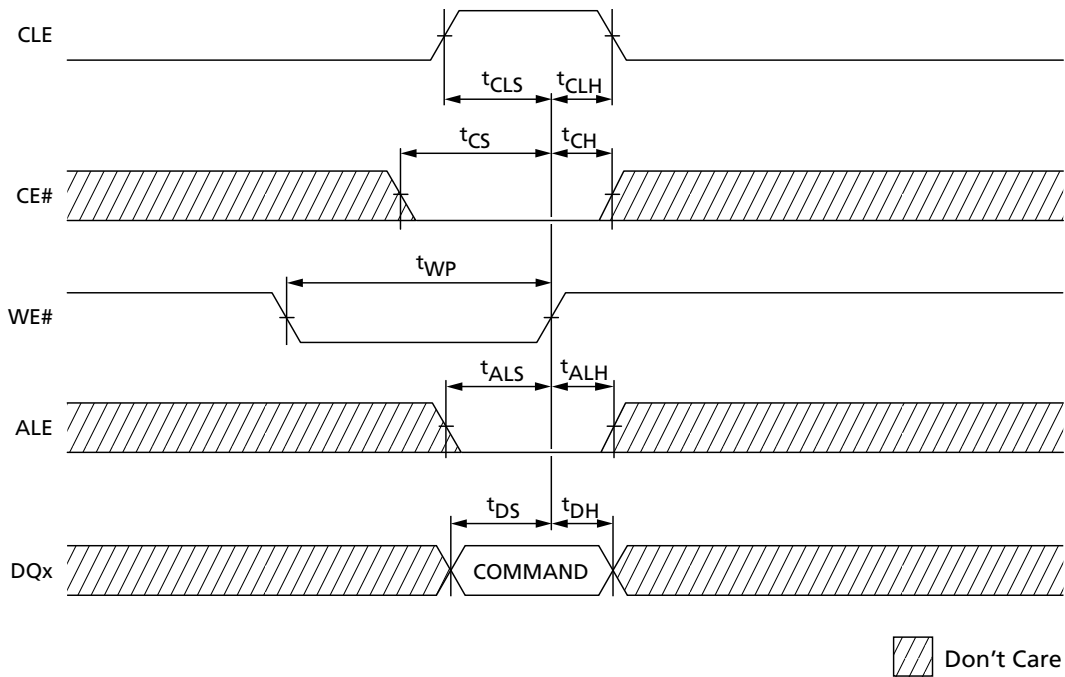 CLE
tCLS tCLH
tCS tCH
CE#
tWP
WE#
tALS tALH
ALE
tDS tDH
DQx COMMAND
Don't Care